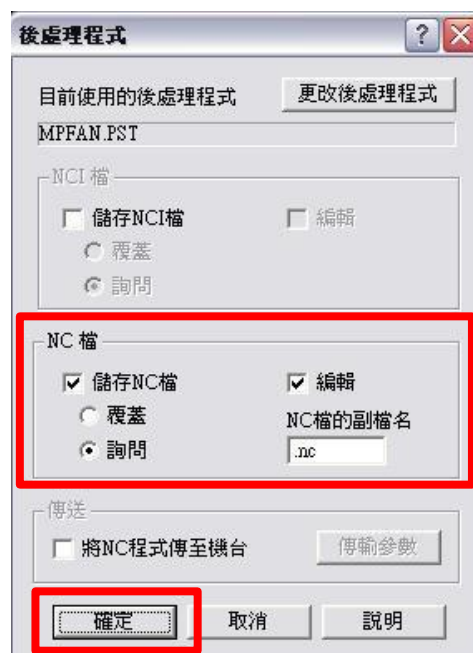 後處理程式
目前使用的後處理程式 更改後處理程式
MPFAN.PST
NCI 檔
儲存NCI檔 編輯
覆蓋
詢問
NC 檔
儲存NC檔 編輯
覆蓋 NC檔的副檔名
詢問 .nc
傳送
將NC程式傳至機台 傳輸參數
確定 取消 說明